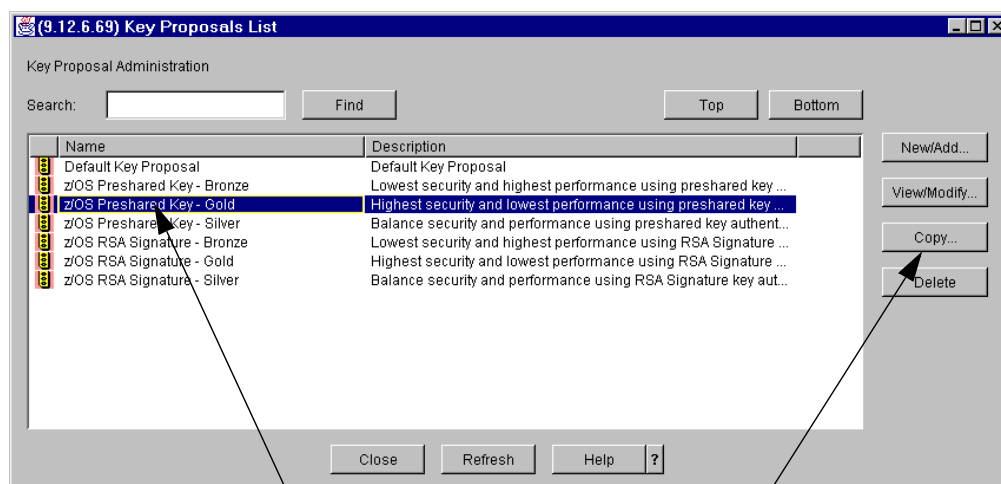 (9.12.6.69) Key Proposals List
Key Proposal Administration
Search: Find Top Bottom
Name Description
Default Key Proposal Default Key Proposal
z/OS Preshared Key - Bronze Lowest security and highest performance using preshared key ...
z/OS Preshared Key - Gold Highest security and lowest performance using preshared key ...
z/OS Preshared Key - Silver Balance security and performance using preshared key authent...
z/OS RSA Signature - Bronze Lowest security and highest performance using RSA Signature ...
z/OS RSA Signature - Gold Highest security and lowest performance using RSA Signature ...
z/OS RSA Signature - Silver Balance security and performance using RSA Signature key aut...
New/Add...
View/Modify...
Copy...
Delete
Close Refresh Help ?